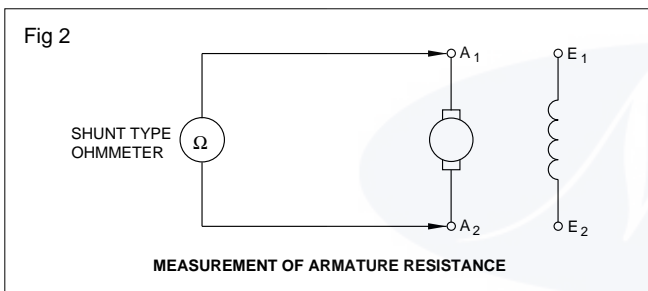 Fig 2
A1
E1
SHUNT TYPE
OHMMETER
Ω
A2
E2
MEASUREMENT OF ARMATURE RESISTANCE